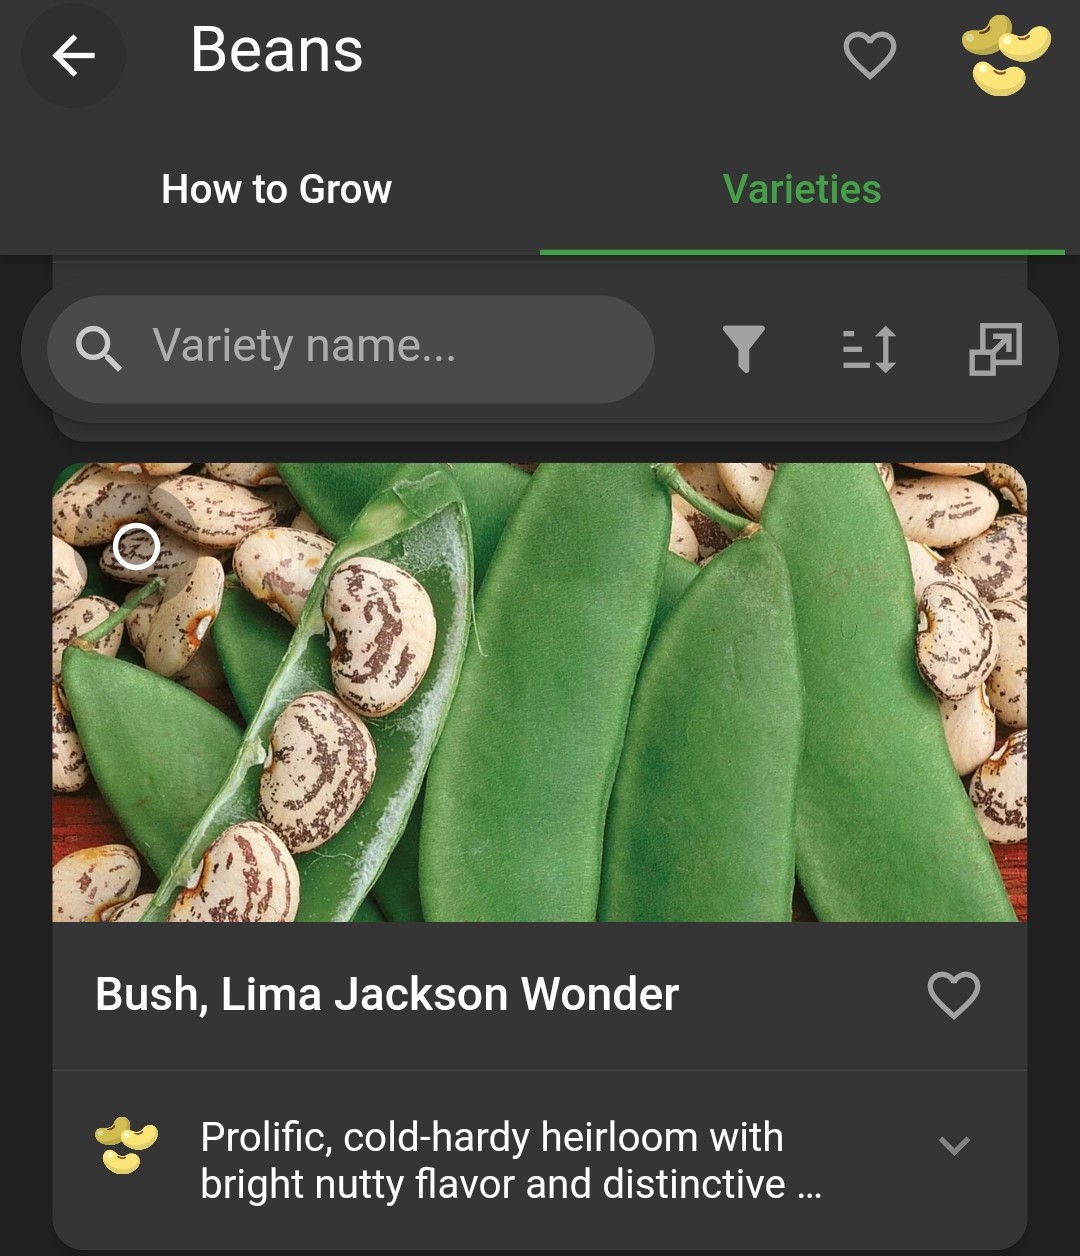 Beans
How to Grow
Varieties
Variety name...
Bush, Lima Jackson Wonder
Prolific, cold-hardy heirloom with
bright nutty flavor and distinctive ...